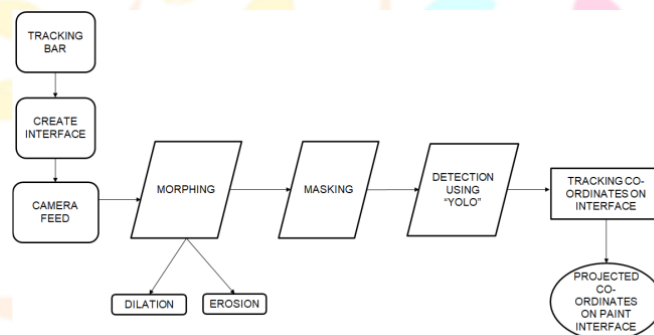 TRACKING
BAR
CREATE
INTERFACE
CAMERA
FEED
MORPHING
DILATION
EROSION
MASKING
DETECTION
USING
"YOLO"
TRACKING CO-
ORDINATES ON
INTERFACE
PROJECTED
CO-
ORDINATES
ON PAINT
INTERFACE